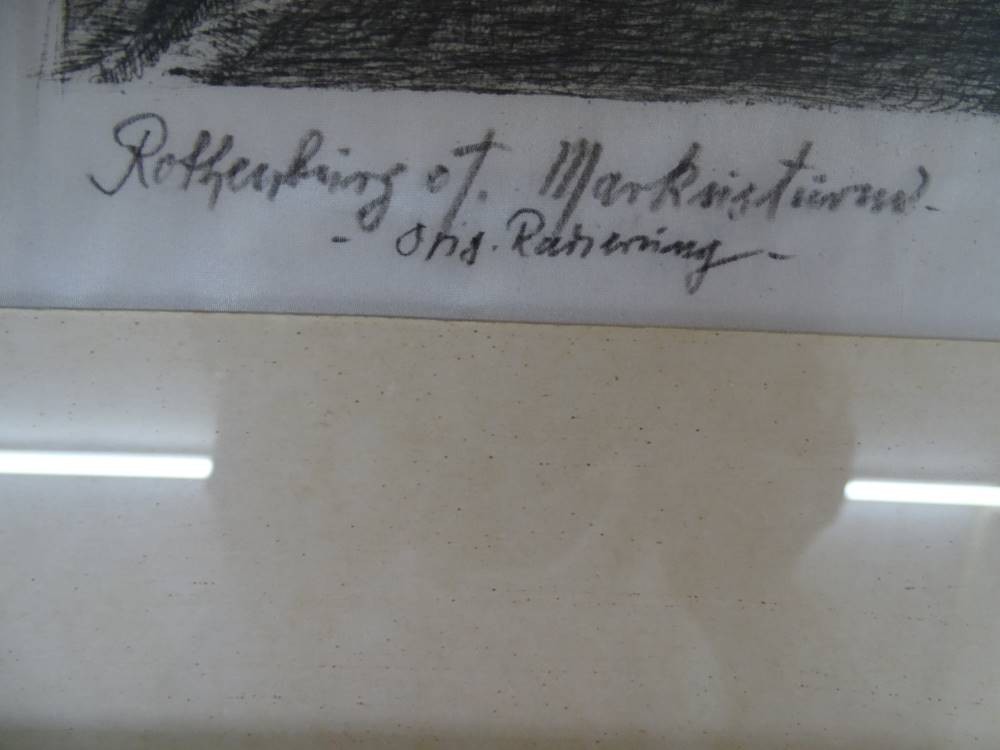 Rothenburg o/T. Markusturm.
- Orig. Radierung -